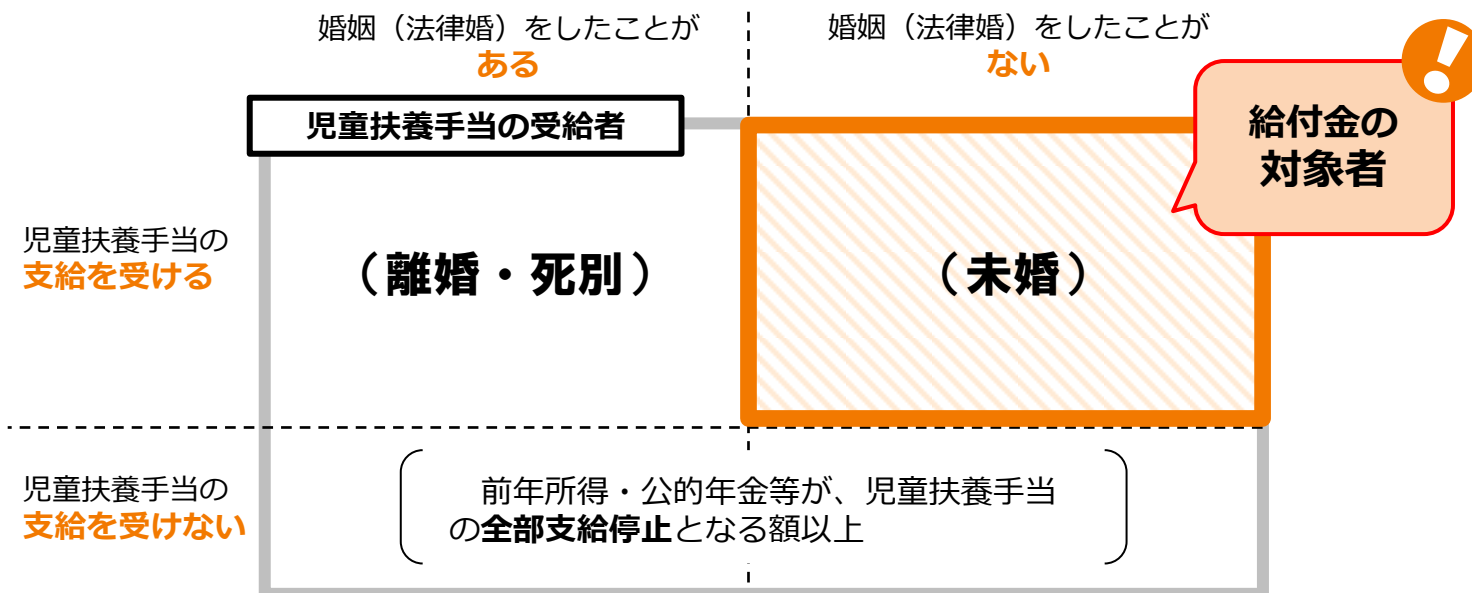 婚姻（法律婚）をしたことが
ある
婚姻（法律婚）をしたことが
ない
児童扶養手当の受給者
給付金の
対象者
児童扶養手当の
支給を受ける
（離婚・死別）
（未婚）
児童扶養手当の
支給を受けない
前年所得・公的年金等が、児童扶養手当
の全部支給停止となる額以上